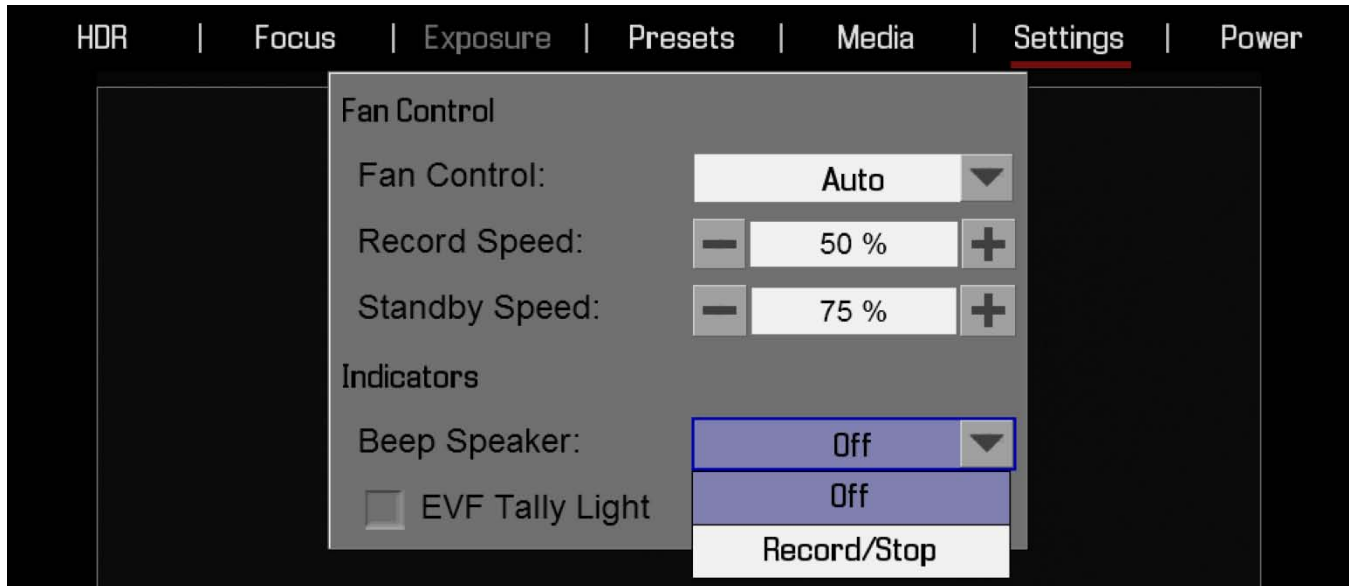 HDR | Focus | Exposure | Presets | Media | Settings | Power
Fan Control
Fan Control: Auto
Record Speed: 50 %
Standby Speed: 75 %
Indicators
Beep Speaker: Off
Off
EVF Tally Light
Record/Stop